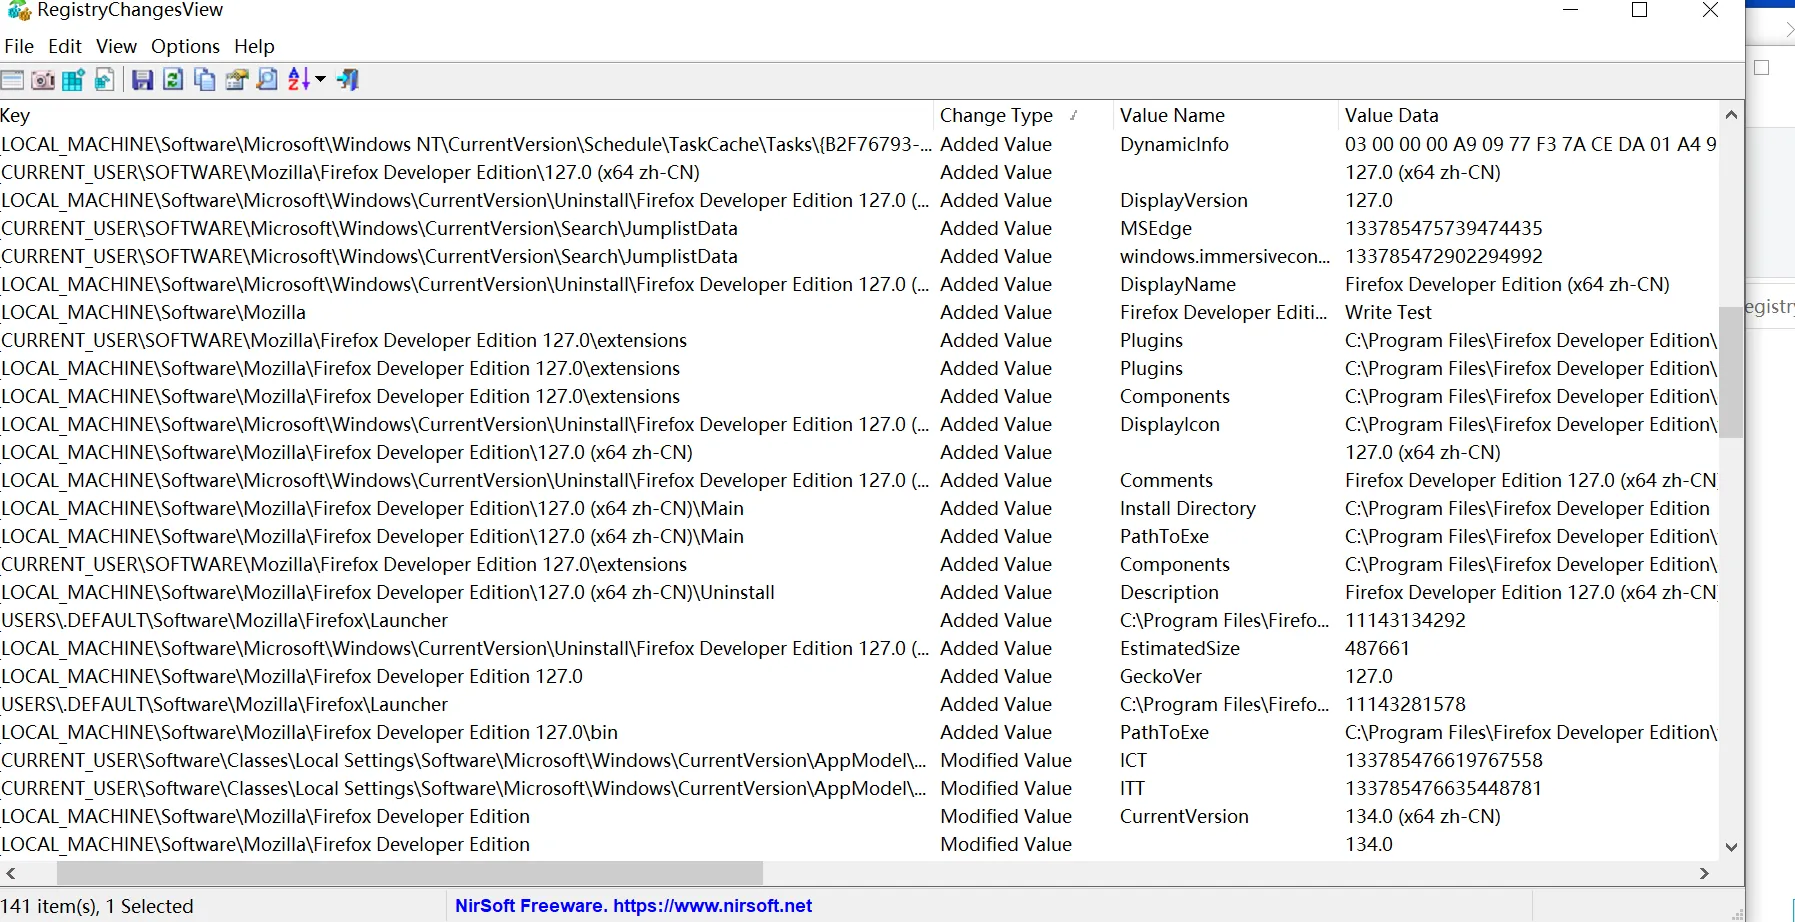 RegistryChangesView
File Edit View Options Help
Key Change Type Value Name Value Data
LOCAL_MACHINE\Software\Microsoft\Windows NT\CurrentVersion\Schedule\TaskCache\Tasks\{B2F76793-... Added Value DynamicInfo 03 00 00 00 A9 09 77 F3 7A CE DA 01 A4 9
CURRENT_USER\SOFTWARE\Mozilla\Firefox Developer Edition\127.0 (x64 zh-CN) Added Value 127.0 (x64 zh-CN)
LOCAL_MACHINE\Software\Microsoft\Windows\CurrentVersion\Uninstall\Firefox Developer Edition 127.0 (... Added Value DisplayVersion 127.0
CURRENT_USER\SOFTWARE\Microsoft\Windows\CurrentVersion\Search\JumplistData Added Value MSEdge 133785475739474435
CURRENT_USER\SOFTWARE\Microsoft\Windows\CurrentVersion\Search\JumplistData Added Value windows.immersivecon... 133785472902294992
LOCAL_MACHINE\Software\Microsoft\Windows\CurrentVersion\Uninstall\Firefox Developer Edition 127.0 (... Added Value DisplayName Firefox Developer Edition (x64 zh-CN)
LOCAL_MACHINE\Software\Mozilla Added Value Firefox Developer Editi... Write Test
CURRENT_USER\SOFTWARE\Mozilla\Firefox Developer Edition 127.0\extensions Added Value Plugins C:\Program Files\Firefox Developer Edition\
LOCAL_MACHINE\Software\Mozilla\Firefox Developer Edition 127.0\extensions Added Value Plugins C:\Program Files\Firefox Developer Edition\
LOCAL_MACHINE\Software\Mozilla\Firefox Developer Edition 127.0\extensions Added Value Components C:\Program Files\Firefox Developer Edition\
LOCAL_MACHINE\Software\Microsoft\Windows\CurrentVersion\Uninstall\Firefox Developer Edition 127.0 (... Added Value DisplayIcon C:\Program Files\Firefox Developer Edition\
LOCAL_MACHINE\Software\Mozilla\Firefox Developer Edition\127.0 (x64 zh-CN) Added Value 127.0 (x64 zh-CN)
LOCAL_MACHINE\Software\Microsoft\Windows\CurrentVersion\Uninstall\Firefox Developer Edition 127.0 (... Added Value Comments Firefox Developer Edition 127.0 (x64 zh-CN
LOCAL_MACHINE\Software\Mozilla\Firefox Developer Edition\127.0 (x64 zh-CN)\Main Added Value Install Directory C:\Program Files\Firefox Developer Edition
LOCAL_MACHINE\Software\Mozilla\Firefox Developer Edition\127.0 (x64 zh-CN)\Main Added Value PathToExe C:\Program Files\Firefox Developer Edition\
CURRENT_USER\SOFTWARE\Mozilla\Firefox Developer Edition 127.0\extensions Added Value Components C:\Program Files\Firefox Developer Edition\
LOCAL_MACHINE\Software\Mozilla\Firefox Developer Edition\127.0 (x64 zh-CN)\Uninstall Added Value Description Firefox Developer Edition 127.0 (x64 zh-CN
USERS\.DEFAULT\Software\Mozilla\Firefox\Launcher Added Value C:\Program Files\Firefo... 11143134292
LOCAL_MACHINE\Software\Microsoft\Windows\CurrentVersion\Uninstall\Firefox Developer Edition 127.0 (... Added Value EstimatedSize 487661
LOCAL_MACHINE\Software\Mozilla\Firefox Developer Edition 127.0 Added Value GeckoVer 127.0
USERS\.DEFAULT\Software\Mozilla\Firefox\Launcher Added Value C:\Program Files\Firefo... 11143281578
LOCAL_MACHINE\Software\Mozilla\Firefox Developer Edition 127.0\bin Added Value PathToExe C:\Program Files\Firefox Developer Edition\
CURRENT_USER\Software\Classes\Local Settings\Software\Microsoft\Windows\CurrentVersion\AppModel\... Modified Value ICT 133785476619767558
CURRENT_USER\Software\Classes\Local Settings\Software\Microsoft\Windows\CurrentVersion\AppModel\... Modified Value ITT 133785476635448781
LOCAL_MACHINE\Software\Mozilla\Firefox Developer Edition Modified Value CurrentVersion 134.0 (x64 zh-CN)
LOCAL_MACHINE\Software\Mozilla\Firefox Developer Edition Modified Value 134.0
141 item(s), 1 Selected NirSoft Freeware. https://www.nirsoft.net